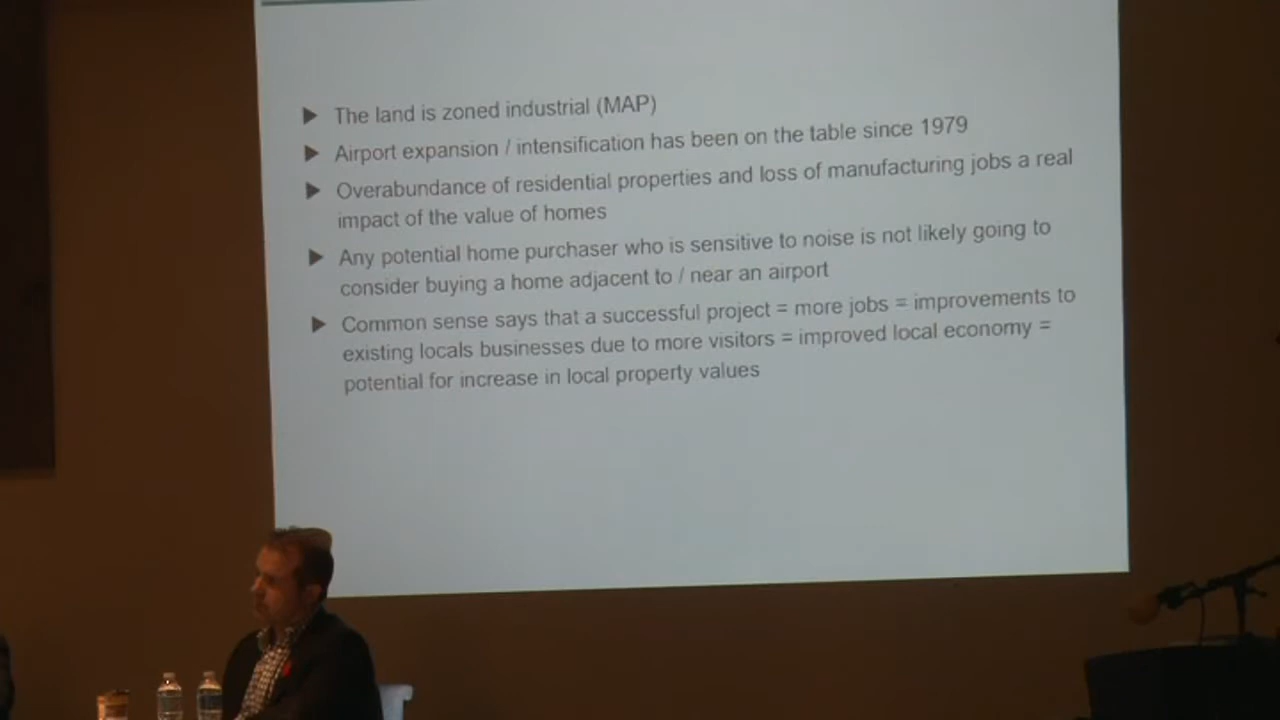 The land is zoned industrial (MAP)
Airport expansion / intensification has been on the table since 1979
Overabundance of residential properties and loss of manufacturing jobs a real
impact of the value of homes
Any potential home purchaser who is sensitive to noise is not likely going to
consider buying a home adjacent to / near an airport
Common sense says that a successful project = more jobs = improvements to
existing locals businesses due to more visitors = improved local economy =
potential for increase in local property values